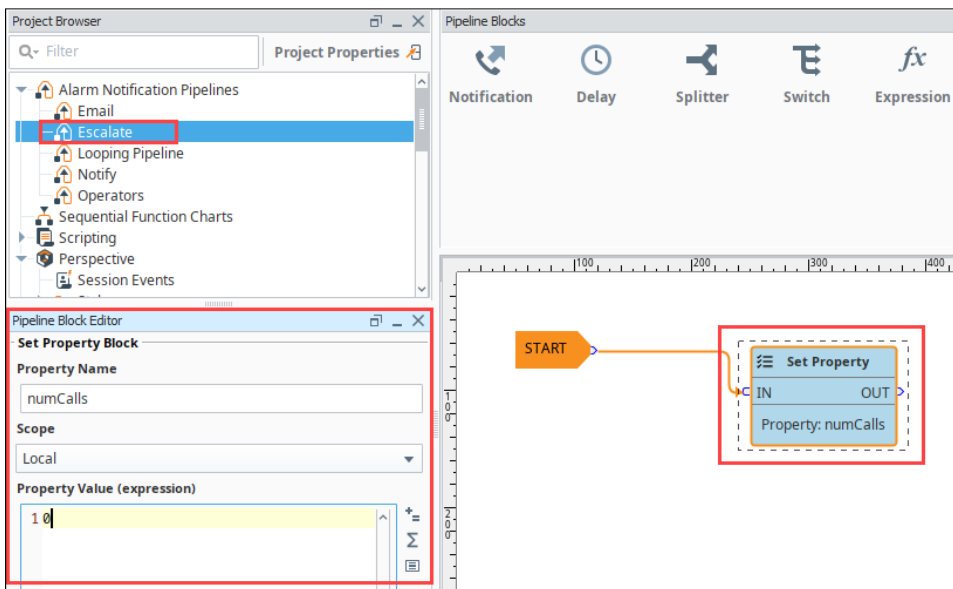 Project Browser
Filter
Project Properties
Alarm Notification Pipelines
Email
Escalate
Looping Pipeline
Notify
Operators
Sequential Function Charts
Scripting
Perspective
Session Events
Pipeline Block Editor
Set Property Block
Property Name
numCalls
Scope
Local
Property Value (expression)
1 0
Pipeline Blocks
Notification
Delay
Splitter
Switch
fx
Expression
100
200
300
400
100
200
START
Set Property
IN OUT
Property: numCalls